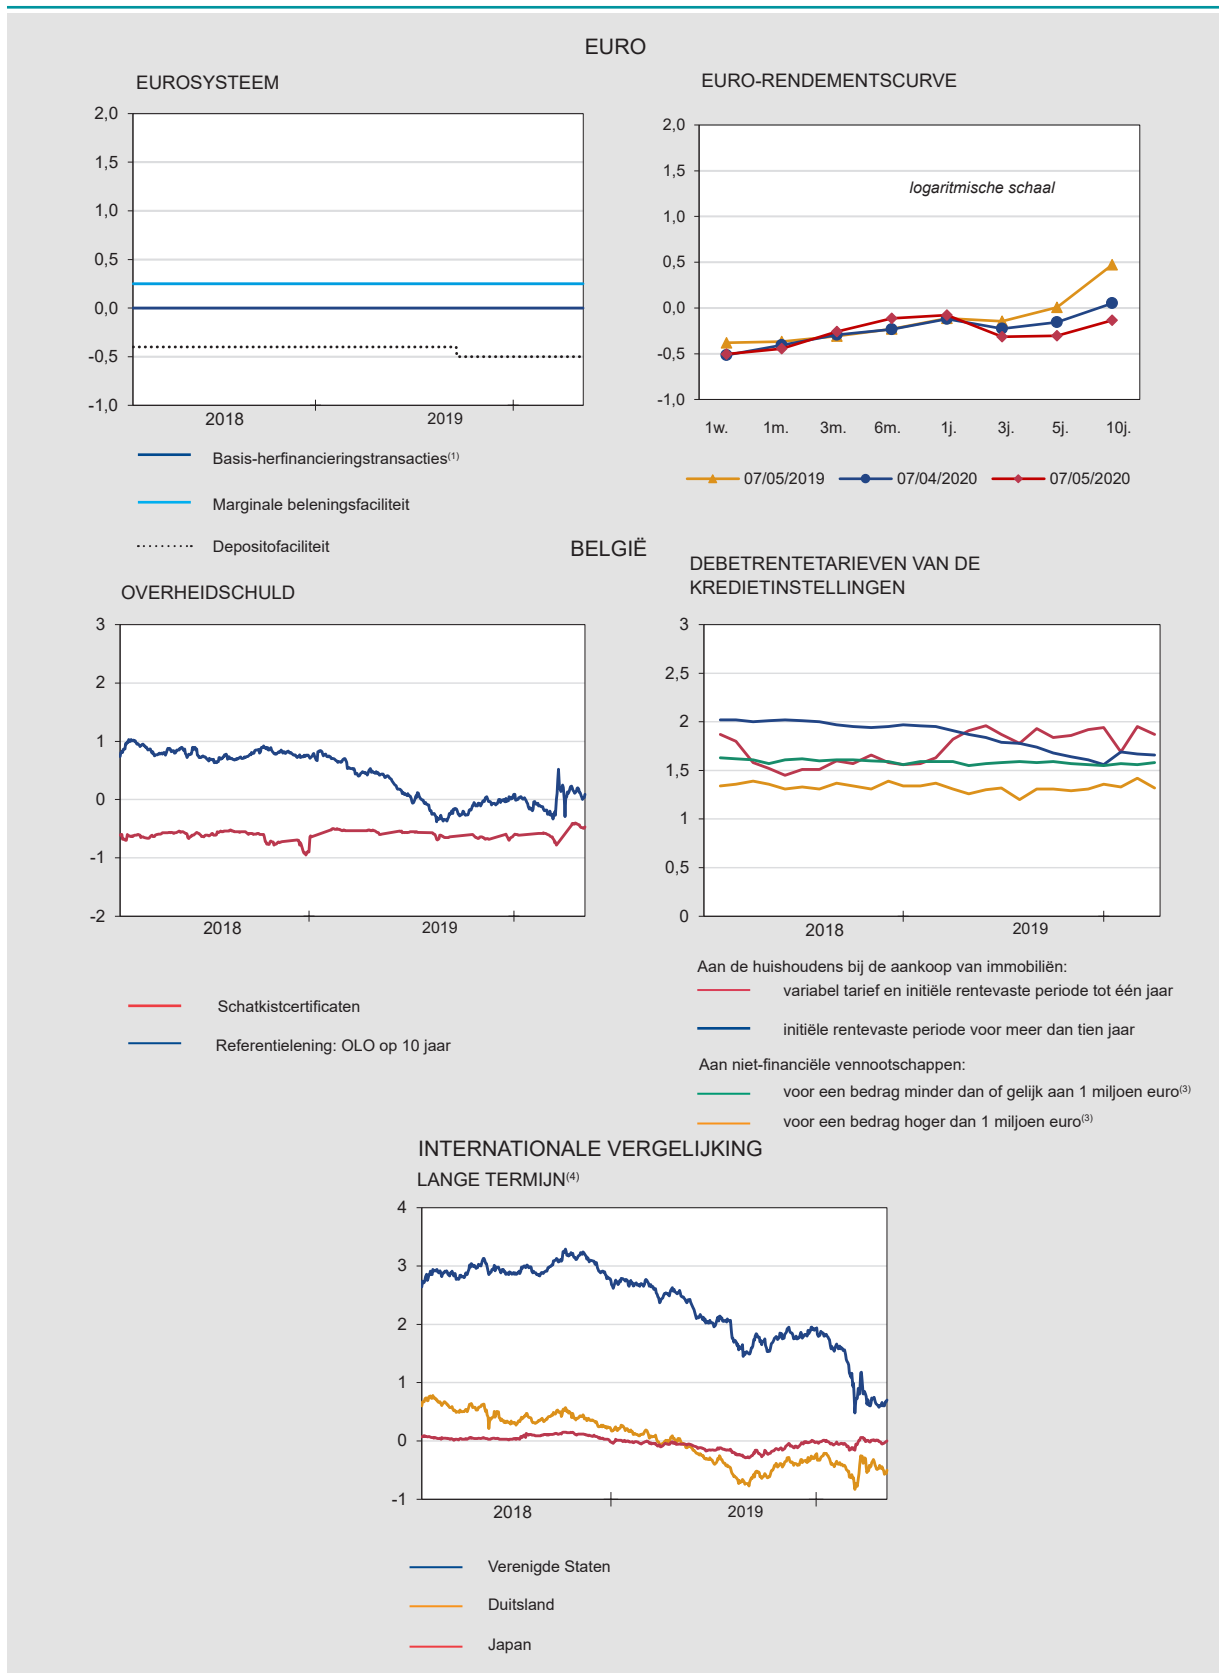 EURO
EUROSYSTEEM
2,0
1,5
1,0
0,5
0,0
-0,5
-1,0
2018
2019
Basis-herfinancieringstransacties(1)
Marginale beleningsfaciliteit
Depositofaciliteit
EURO-RENDEMENTSCURVE
2,0
1,5
1,0
0,5
0,0
-0,5
-1,0
logaritmische schaal
1w. 1m. 3m. 6m. 1j. 3j. 5j. 10j.
07/05/2019 07/04/2020 07/05/2020
BELGIË
OVERHEIDSCHULD
3
2
1
0
-1
-2
2018
2019
Schatkistcertificaten
Referentielening: OLO op 10 jaar
DEBETRENTETARIEVEN VAN DE
KREDIETINSTELLINGEN
3
2,5
2
1,5
1
0,5
0
2018
2019
Aan de huishoudens bij de aankoop van immobiliën:
variabel tarief en initiële rentevaste periode tot één jaar
initiële rentevaste periode voor meer dan tien jaar
Aan niet-financiële vennootschappen:
voor een bedrag minder dan of gelijk aan 1 miljoen euro(3)
voor een bedrag hoger dan 1 miljoen euro(3)
INTERNATIONALE VERGELIJKING
LANGE TERMIJN(4)
4
3
2
1
0
-1
2018
2019
Verenigde Staten
Duitsland
Japan